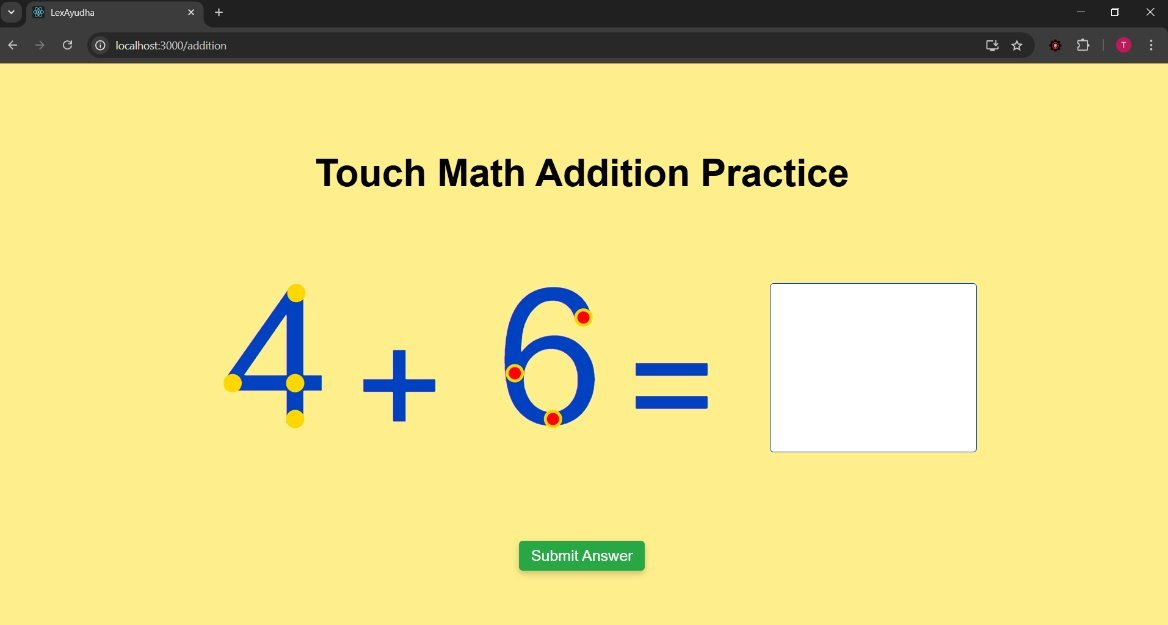 LexAyudha
localhost:3000/addition
T
Touch Math Addition Practice
4 + 6 =
Submit Answer